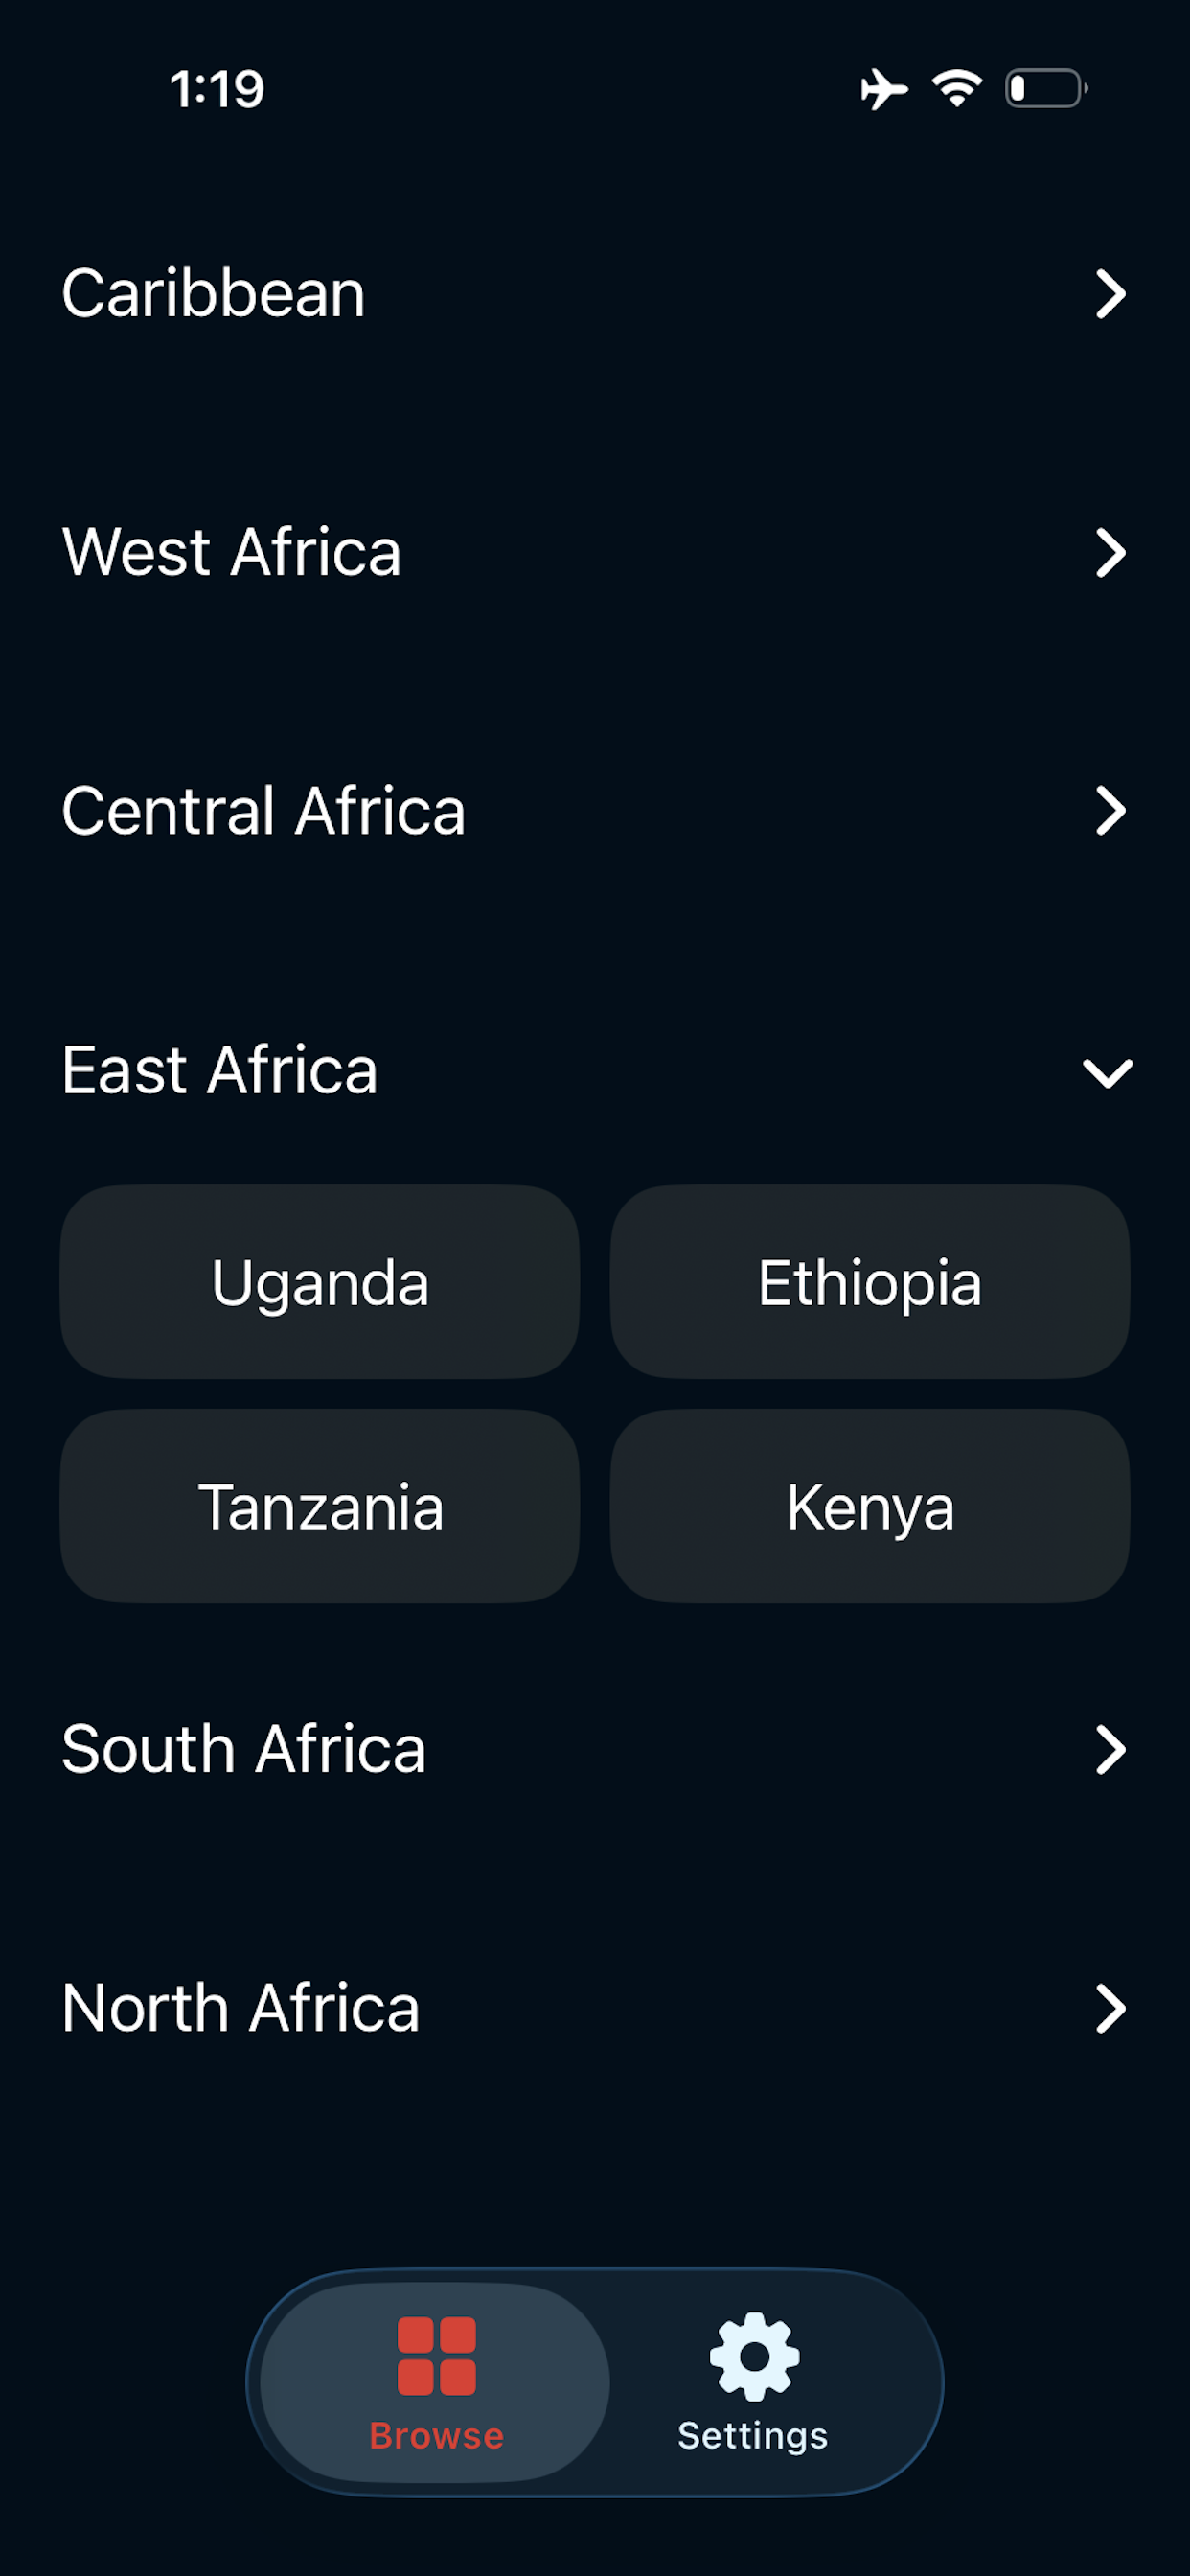 1:19
Caribbean
West Africa
Central Africa
East Africa
Uganda
Ethiopia
Tanzania
Kenya
South Africa
North Africa
Browse
Settings